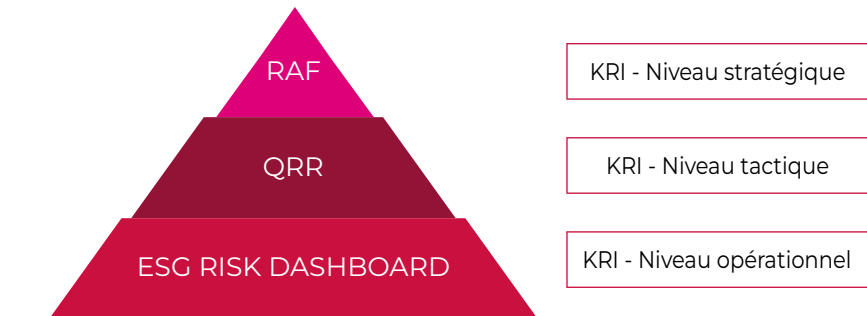 RAF
KRI - Niveau stratégique
QRR
KRI - Niveau tactique
ESG RISK DASHBOARD
KRI - Niveau opérationnel